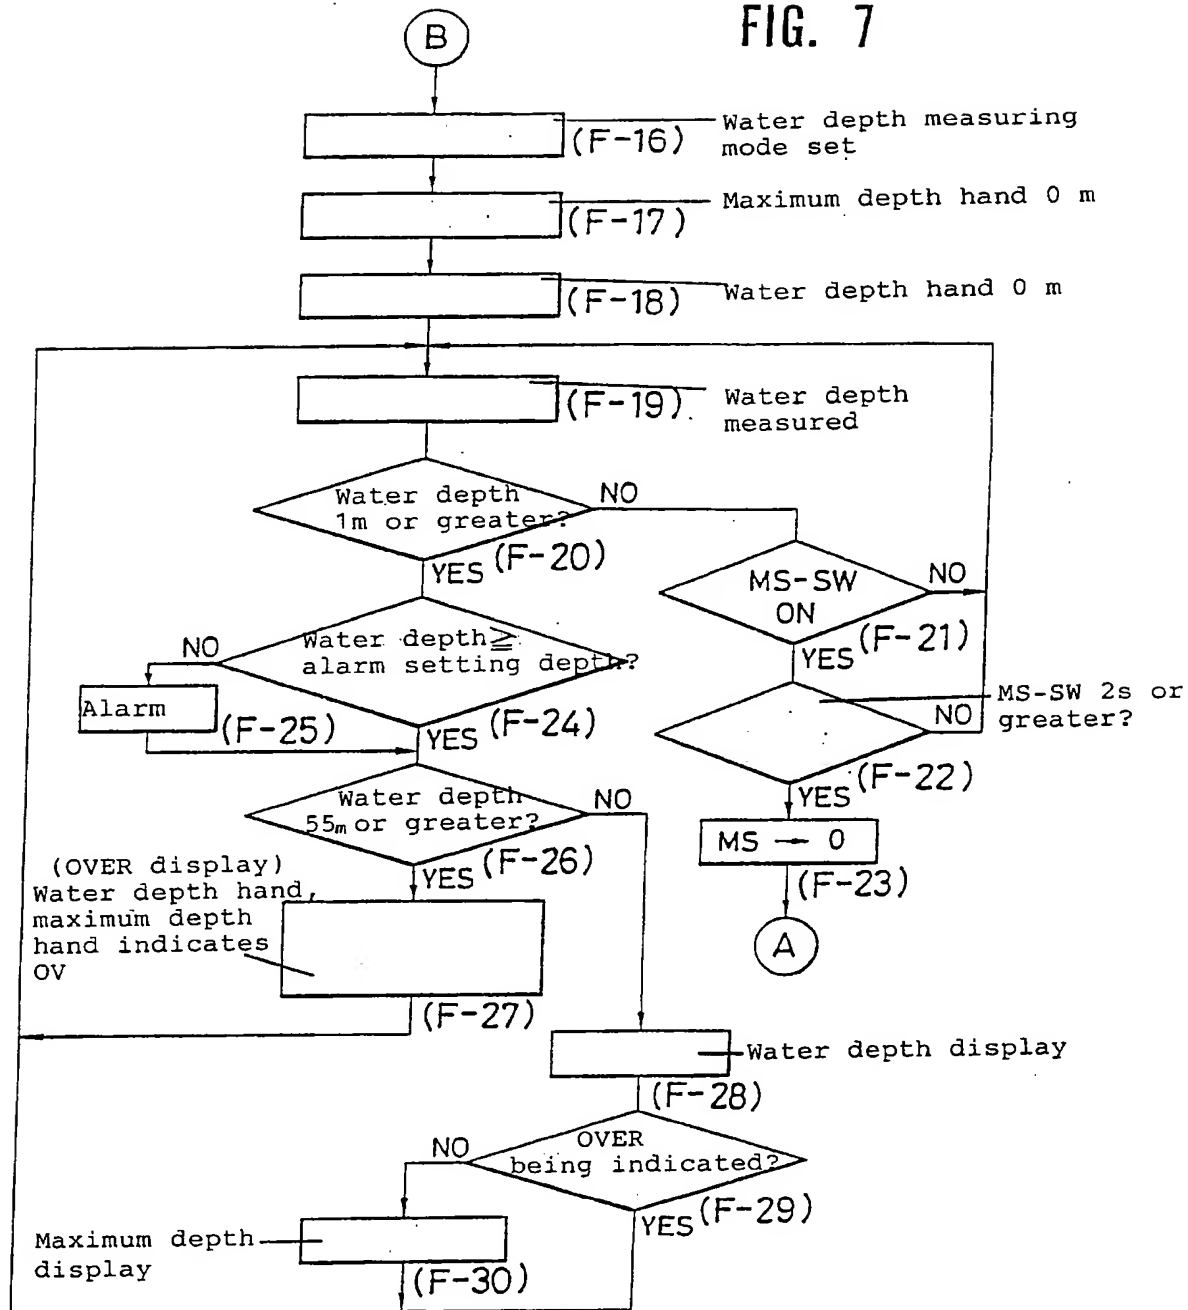 FIG. 7
B
(F-16)
Water depth measuring
mode set
(F-17)
Maximum depth hand 0 m
(F-18)
Water depth hand 0 m
(F-19)
Water depth
measured
Water depth
1m or greater?
NO
YES (F-20)
MS-SW
ON
NO
YES (F-21)
NO
Water depth≧
alarm setting depth?
Alarm
(F-25)
YES (F-24)
MS-SW 2s or
greater?
NO
YES (F-22)
Water depth
55m or greater?
NO
YES (F-26)
MS → 0
(F-23)
A
(OVER display)
Water depth hand,
maximum depth
hand indicates
OV
(F-27)
Water depth display
(F-28)
OVER
being indicated?
NO
YES (F-29)
Maximum depth
display
(F-30)